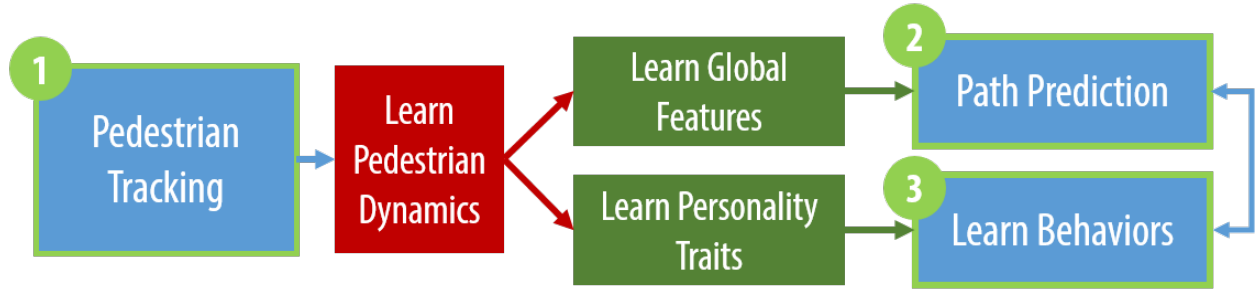 1
Pedestrian
Tracking
Learn
Pedestrian
Dynamics
Learn Global
Features
Learn Personality
Traits
2
Path Prediction
3
Learn Behaviors